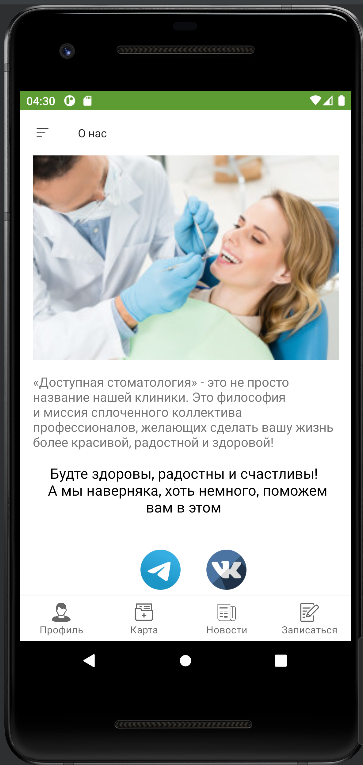 04:30
О нас
«Доступная стоматология» - это не просто
название нашей клиники. Это философия
и миссия сплоченного коллектива
профессионалов, желающих сделать вашу жизнь
более красивой, радостной и здоровой!
Будте здоровы, радостны и счастливы!
А мы наверняка, хоть немного, поможем
вам в этом
Профиль Карта Новости Записаться